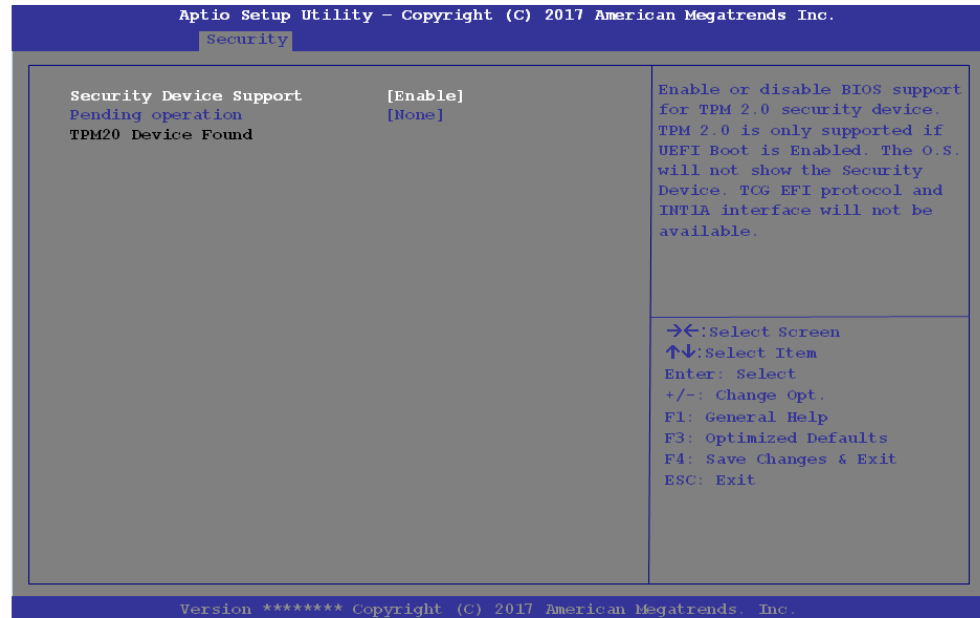 Aptio Setup Utility – Copyright (C) 2017 American Megatrends Inc.
Security
Security Device Support [Enable]
Pending operation [None]
TPM20 Device Found
Enable or disable BIOS support
for TPM 2.0 security device.
TPM 2.0 is only supported if
UEFI Boot is Enabled. The O.S.
will not show the Security
Device. TCG EFI protocol and
INT1A interface will not be
available.
→←:Select Screen
↑↓:Select Item
Enter: Select
+/-: Change Opt.
F1: General Help
F3: Optimized Defaults
F4: Save Changes & Exit
ESC: Exit
Version ******** Copyright (C) 2017 American Megatrends. Inc.